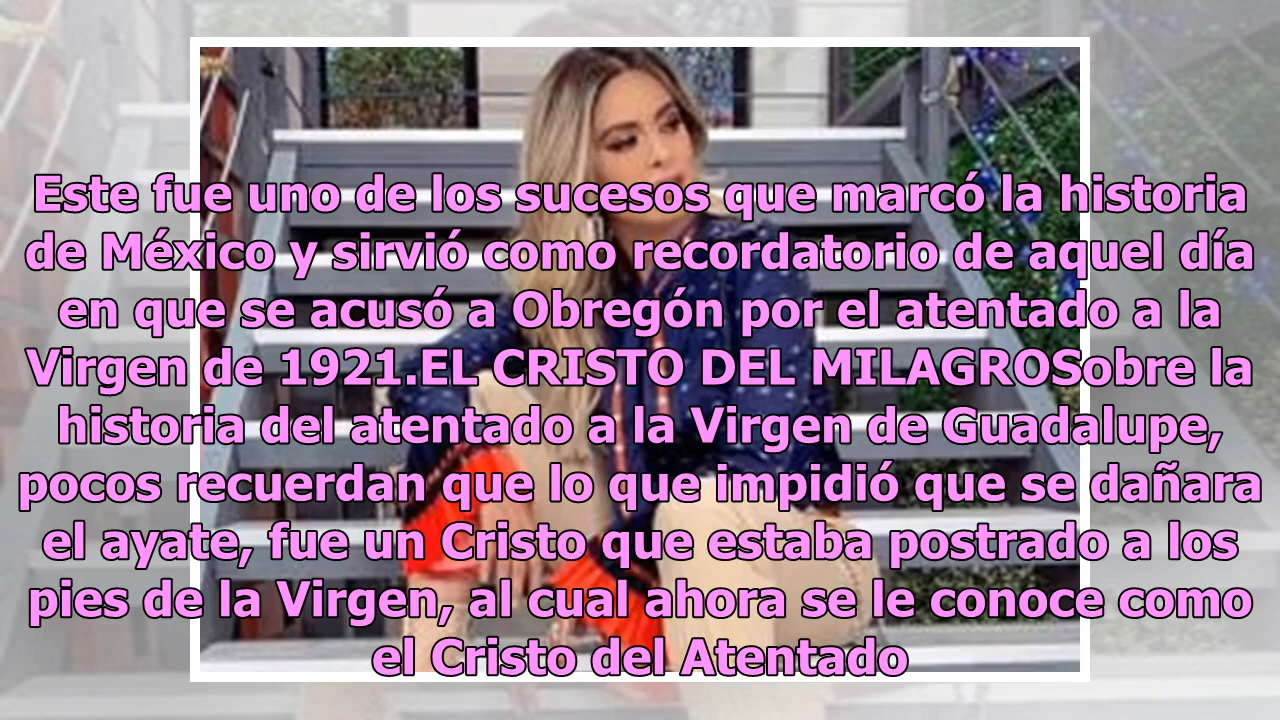 Este fue uno de los sucesos que marcó la historia
de México y sirvió como recordatorio de aquel día
en que se acusó a Obregón por el atentado a la
Virgen de 1921.EL CRISTO DEL MILAGROSobre la
historia del atentado a la Virgen de Guadalupe,
pocos recuerdan que lo que impidió que se dañara
el ayate, fue un Cristo que estaba postrado a los
pies de la Virgen, al cual ahora se le conoce como
el Cristo del Atentado